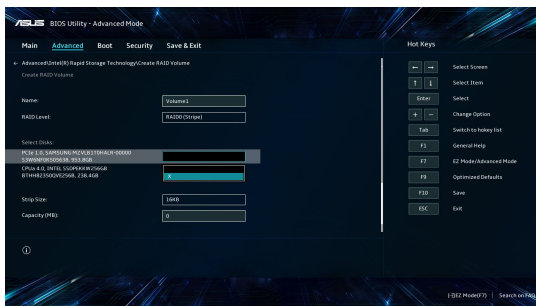 ASUS BIOS Utility - Advanced Mode
Main Advanced Boot Security Save & Exit
Hot Keys
← Advanced\Intel(R) Rapid Storage Technology\Create RAID Volume
Create RAID Volume
Name: Volume1
RAID Level: RAID0 (Stripe)
Select Disks:
PCIe 1.0, SAMSUNG MZVLB1T0HALR-00000
S3W6NF0K505638, 953.8GB
CPUs 4.0, INTEL SSDPEKKW256GB
BTHH82350QVE256B, 238.4GB
X
Strip Size: 16KB
Capacity (MB): 0
← → Select Screen
↑ ↓ Select Item
Enter Select
+ − Change Option
Tab Switch to hokey list
F1 General Help
F7 EZ Mode/Advanced Mode
F9 Optimized Defaults
F10 Save
ESC Exit
[-]EZ Mode(F7) | Search on FAQ